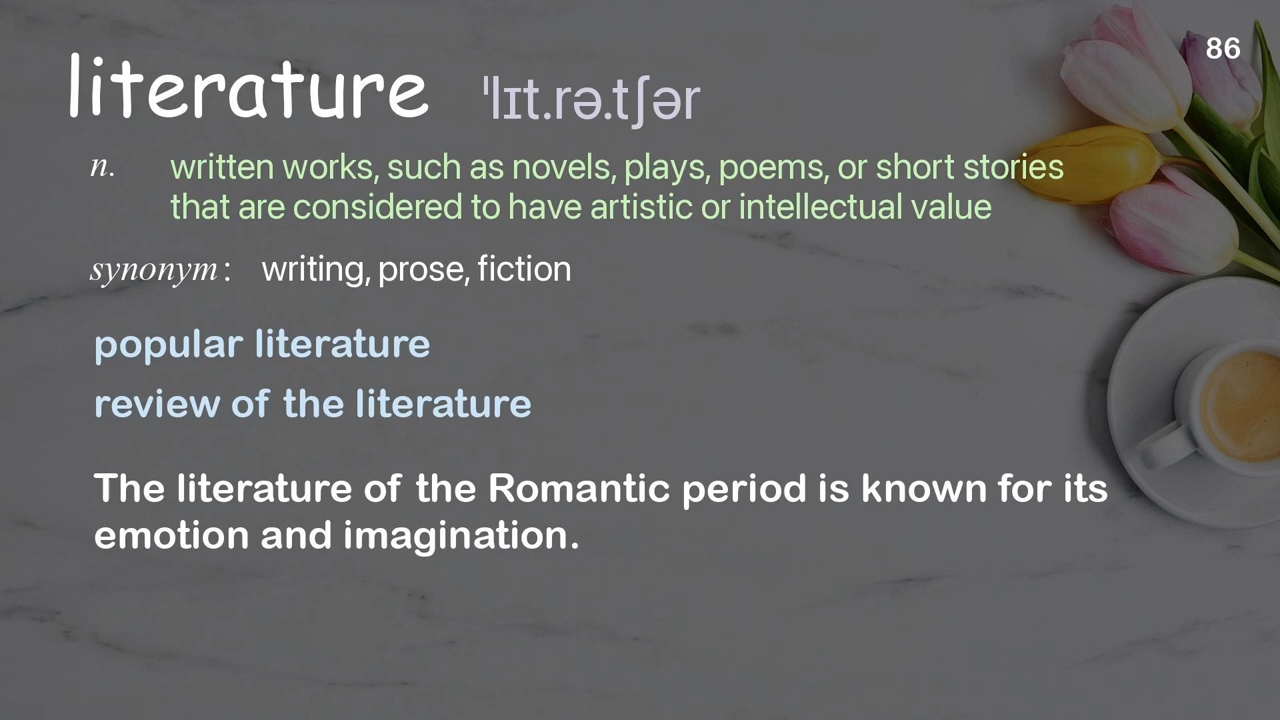 86
literature ˈlɪt.rə.tʃər
n. written works, such as novels, plays, poems, or short stories
that are considered to have artistic or intellectual value
synonym: writing, prose, fiction
popular literature
review of the literature
The literature of the Romantic period is known for its
emotion and imagination.